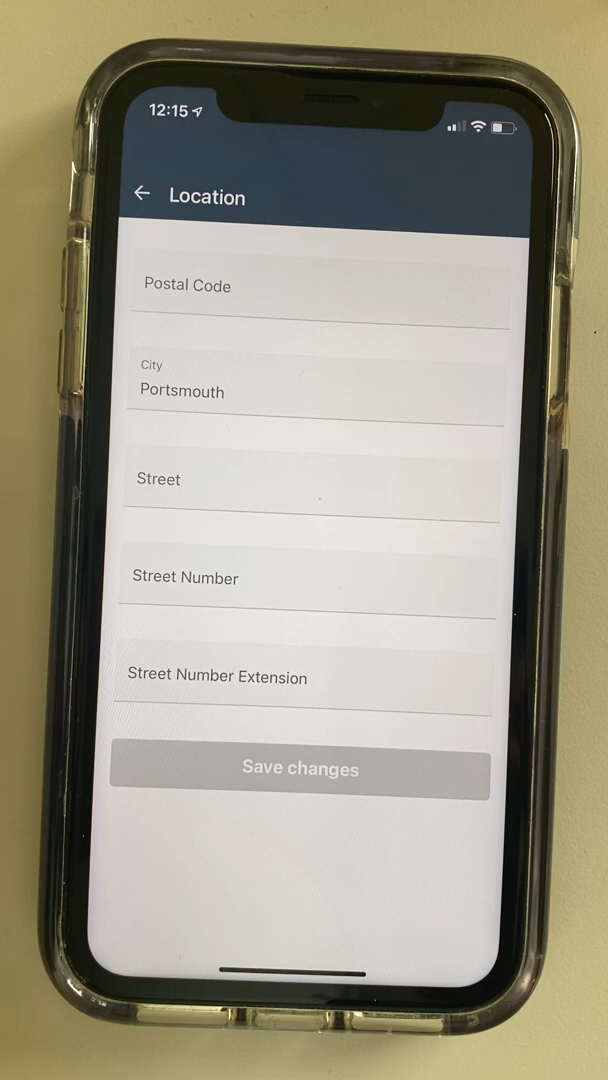 12:15
Location
Postal Code
City
Portsmouth
Street
Street Number
Street Number Extension
Save changes